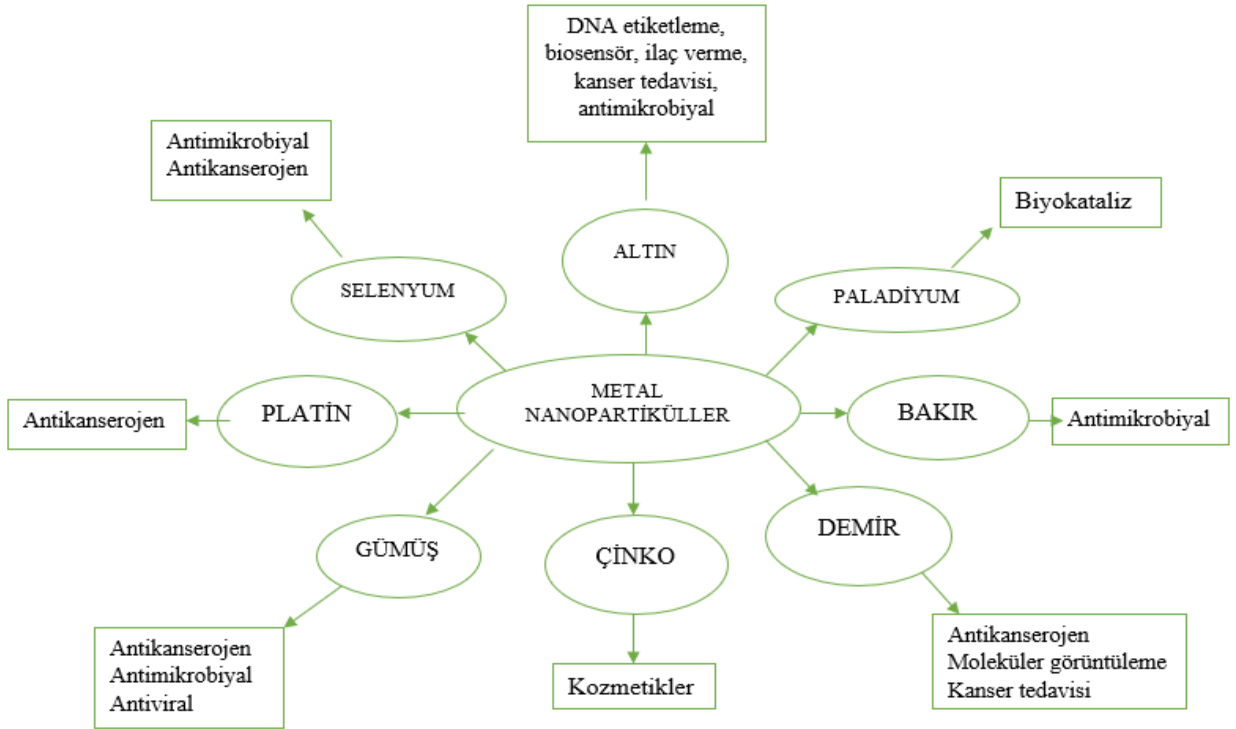 DNA etiketleme,
biosensör, ilaç verme,
kanser tedavisi,
antimikrobiyal
Antimikrobiyal
Antikanserojen
Biyokataliz
ALTIN
SELENYUM
PALADİYUM
METAL
NANOPARTİKÜLLER
PLATİN
BAKIR
Antikanserojen
Antimikrobiyal
GÜMÜŞ
ÇİNKO
DEMİR
Antikanserojen
Antimikrobiyal
Antiviral
Kozmetikler
Antikanserojen
Moleküler görüntüleme
Kanser tedavisi